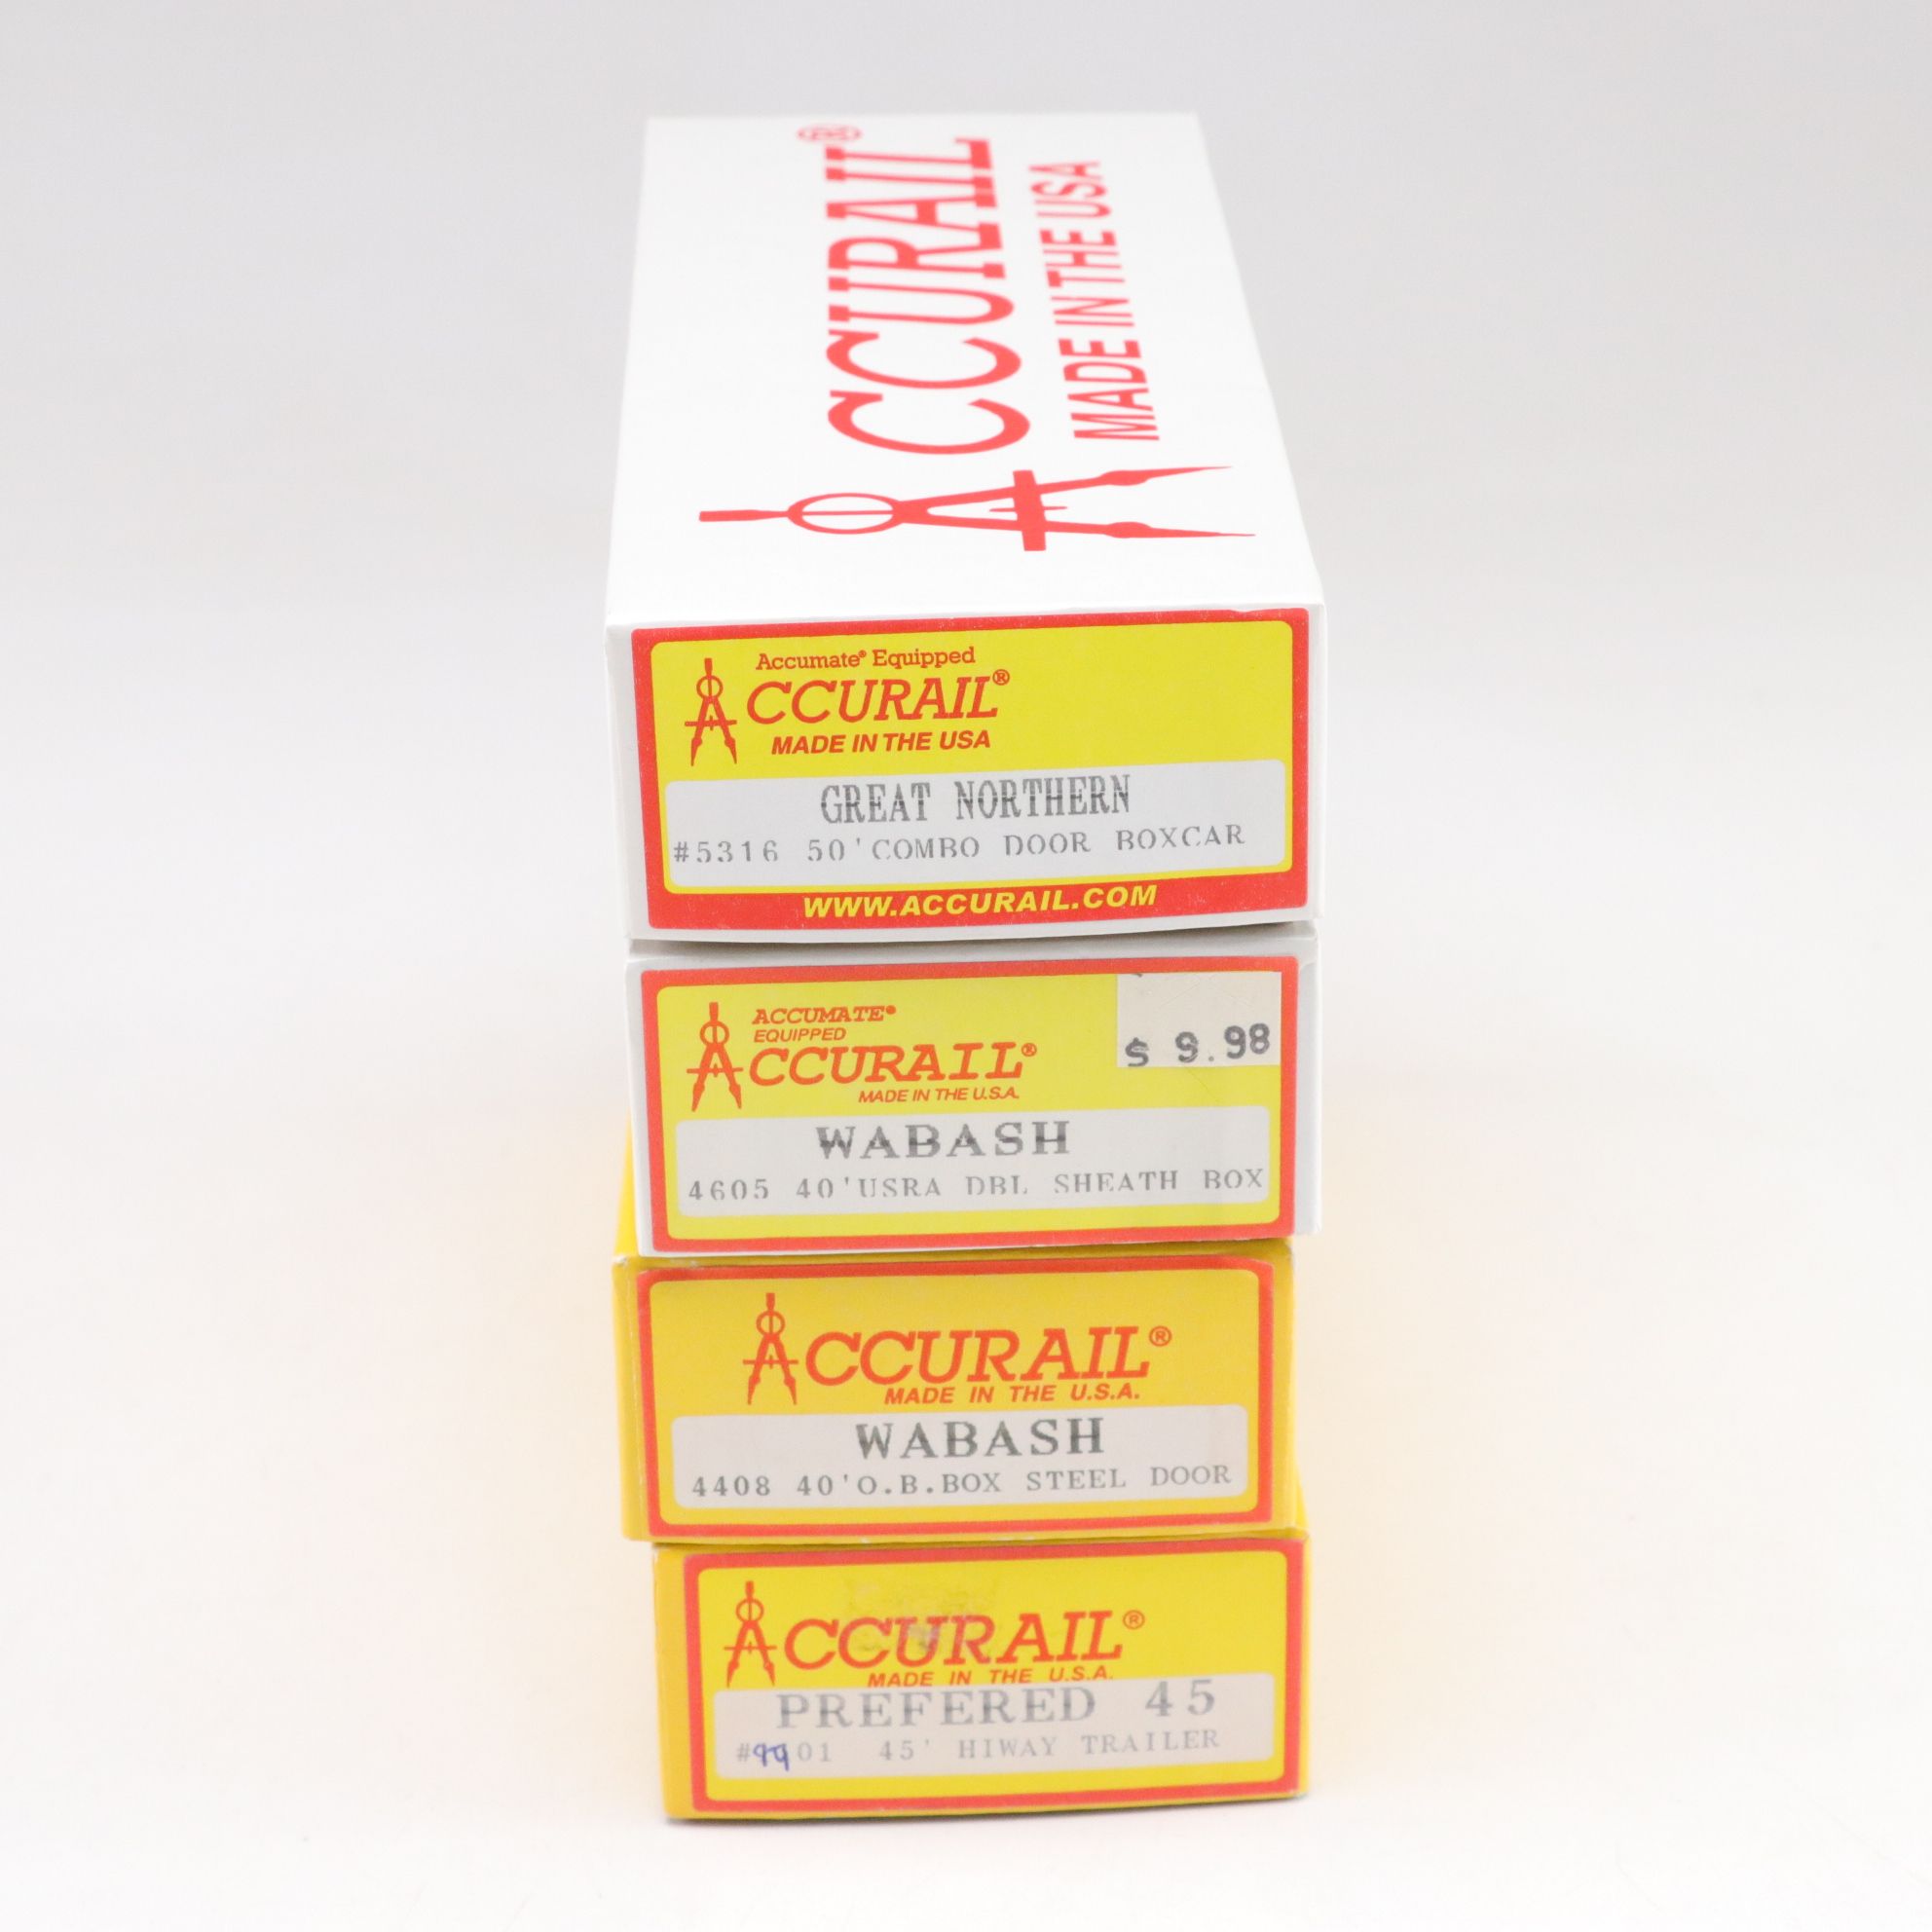 ACCURAIL®
MADE IN THE USA
Accumate® Equipped
ACCURAIL®
MADE IN THE USA
GREAT NORTHERN
#5316 50'COMBO DOOR BOXCAR
WWW.ACCURAIL.COM
ACCUMATE®
EQUIPPED
ACCURAIL®
MADE IN THE U.S.A.
$ 9.98
WABASH
4605 40'USRA DBL SHEATH BOX
ACCURAIL®
MADE IN THE U.S.A.
WABASH
4408 40'O.B.BOX STEEL DOOR
ACCURAIL®
MADE IN THE U.S.A.
PREFERED 45
#9901 45' HIWAY TRAILER